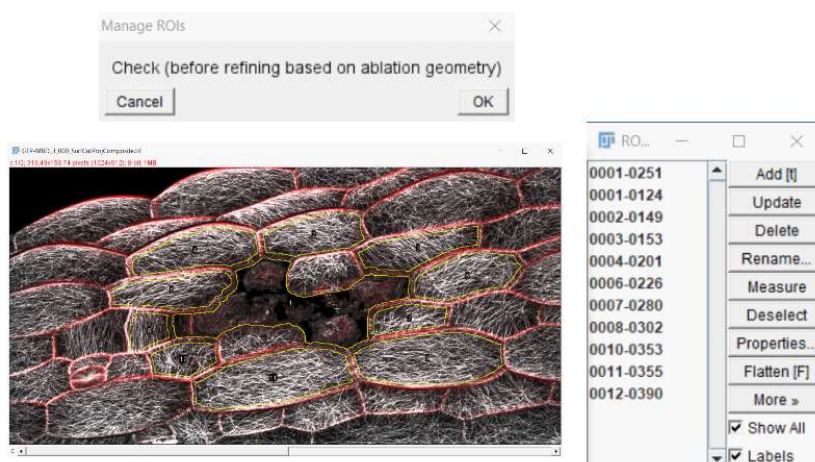 Manage ROIs
Check (before refining based on ablation geometry)
Cancel
OK
RO...
0001-0251
0001-0124
0002-0149
0003-0153
0004-0201
0006-0226
0007-0280
0008-0302
0010-0353
0011-0355
0012-0390
Add [t]
Update
Delete
Rename...
Measure
Deselect
Properties...
Flatten [F]
More »
Show All
Labels